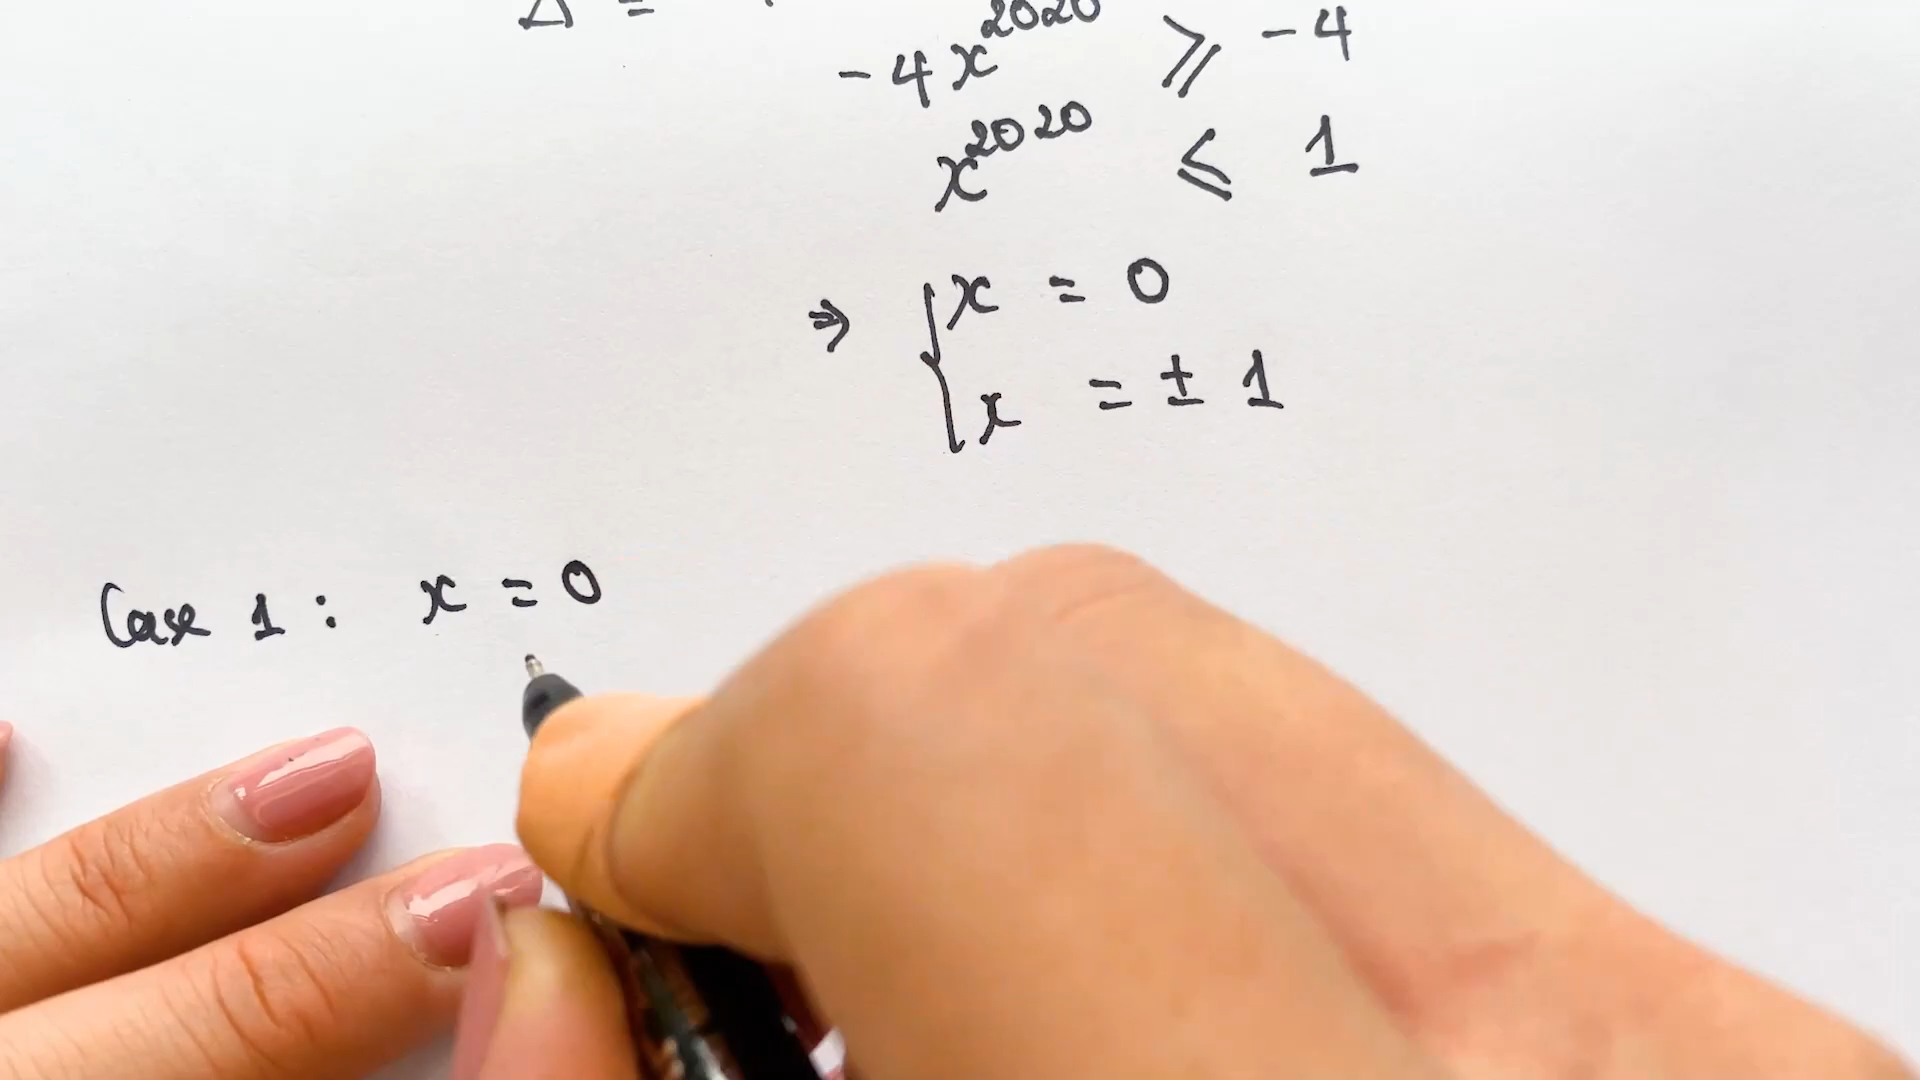 Δ =
-4x^2020 ⩾ -4
x^2020 ⩽ 1
⇒ { x = 0
x = ± 1
Case 1 : x = 0